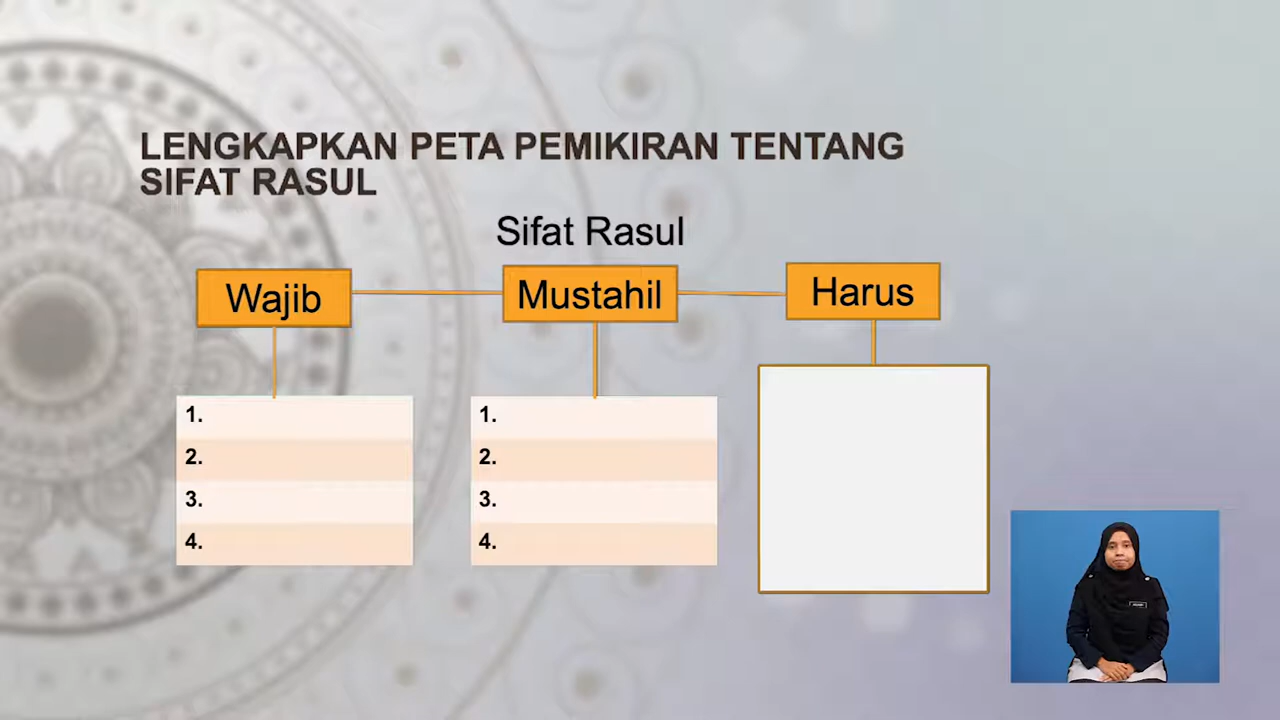 LENGKAPKAN PETA PEMIKIRAN TENTANG
SIFAT RASUL
Sifat Rasul
Wajib
Mustahil
Harus
1.
2.
3.
4.
1.
2.
3.
4.